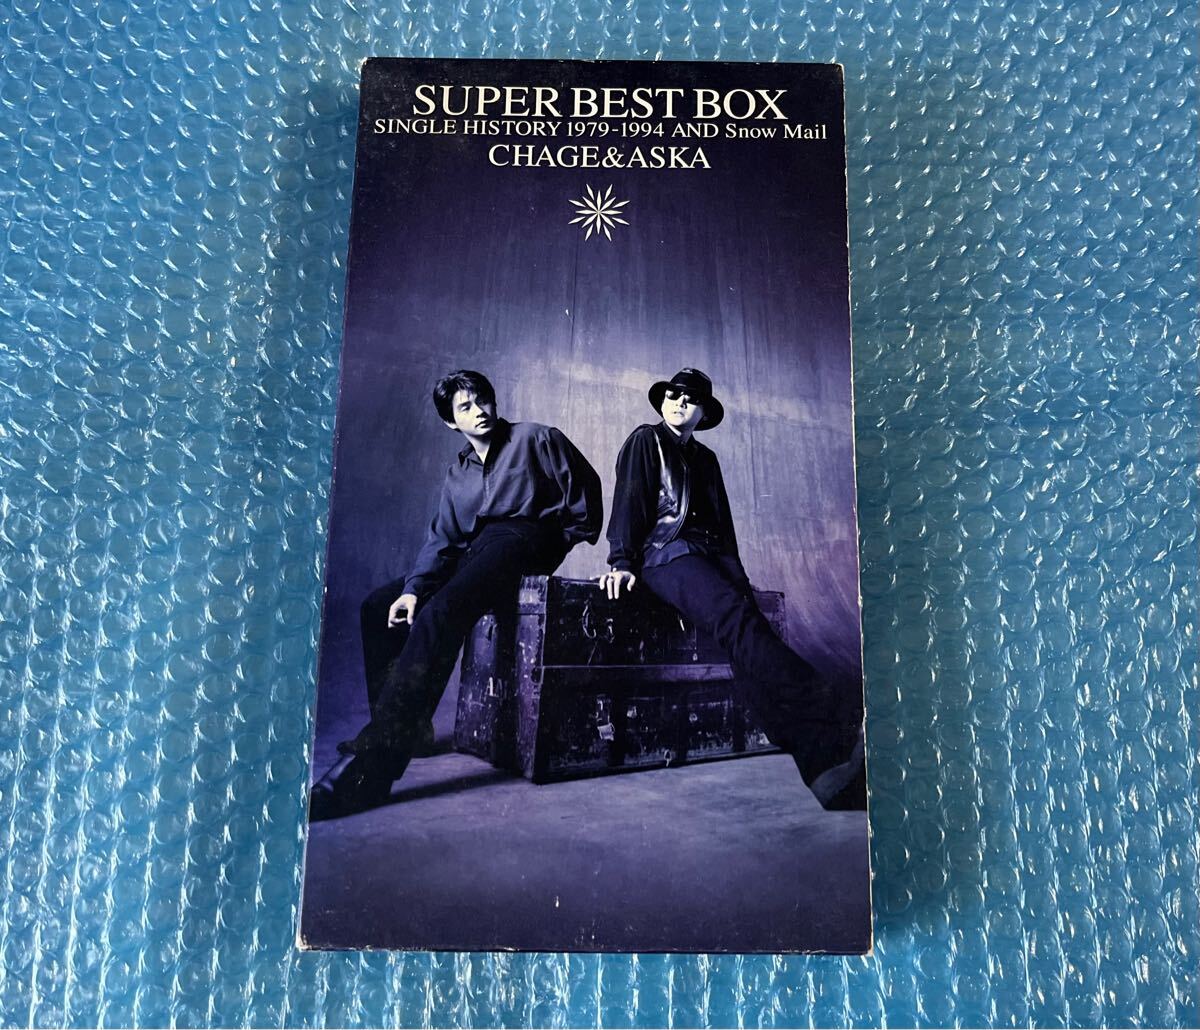 SUPER BEST BOX
SINGLE HISTORY 1979-1994 AND Snow Mail
CHAGE&ASKA